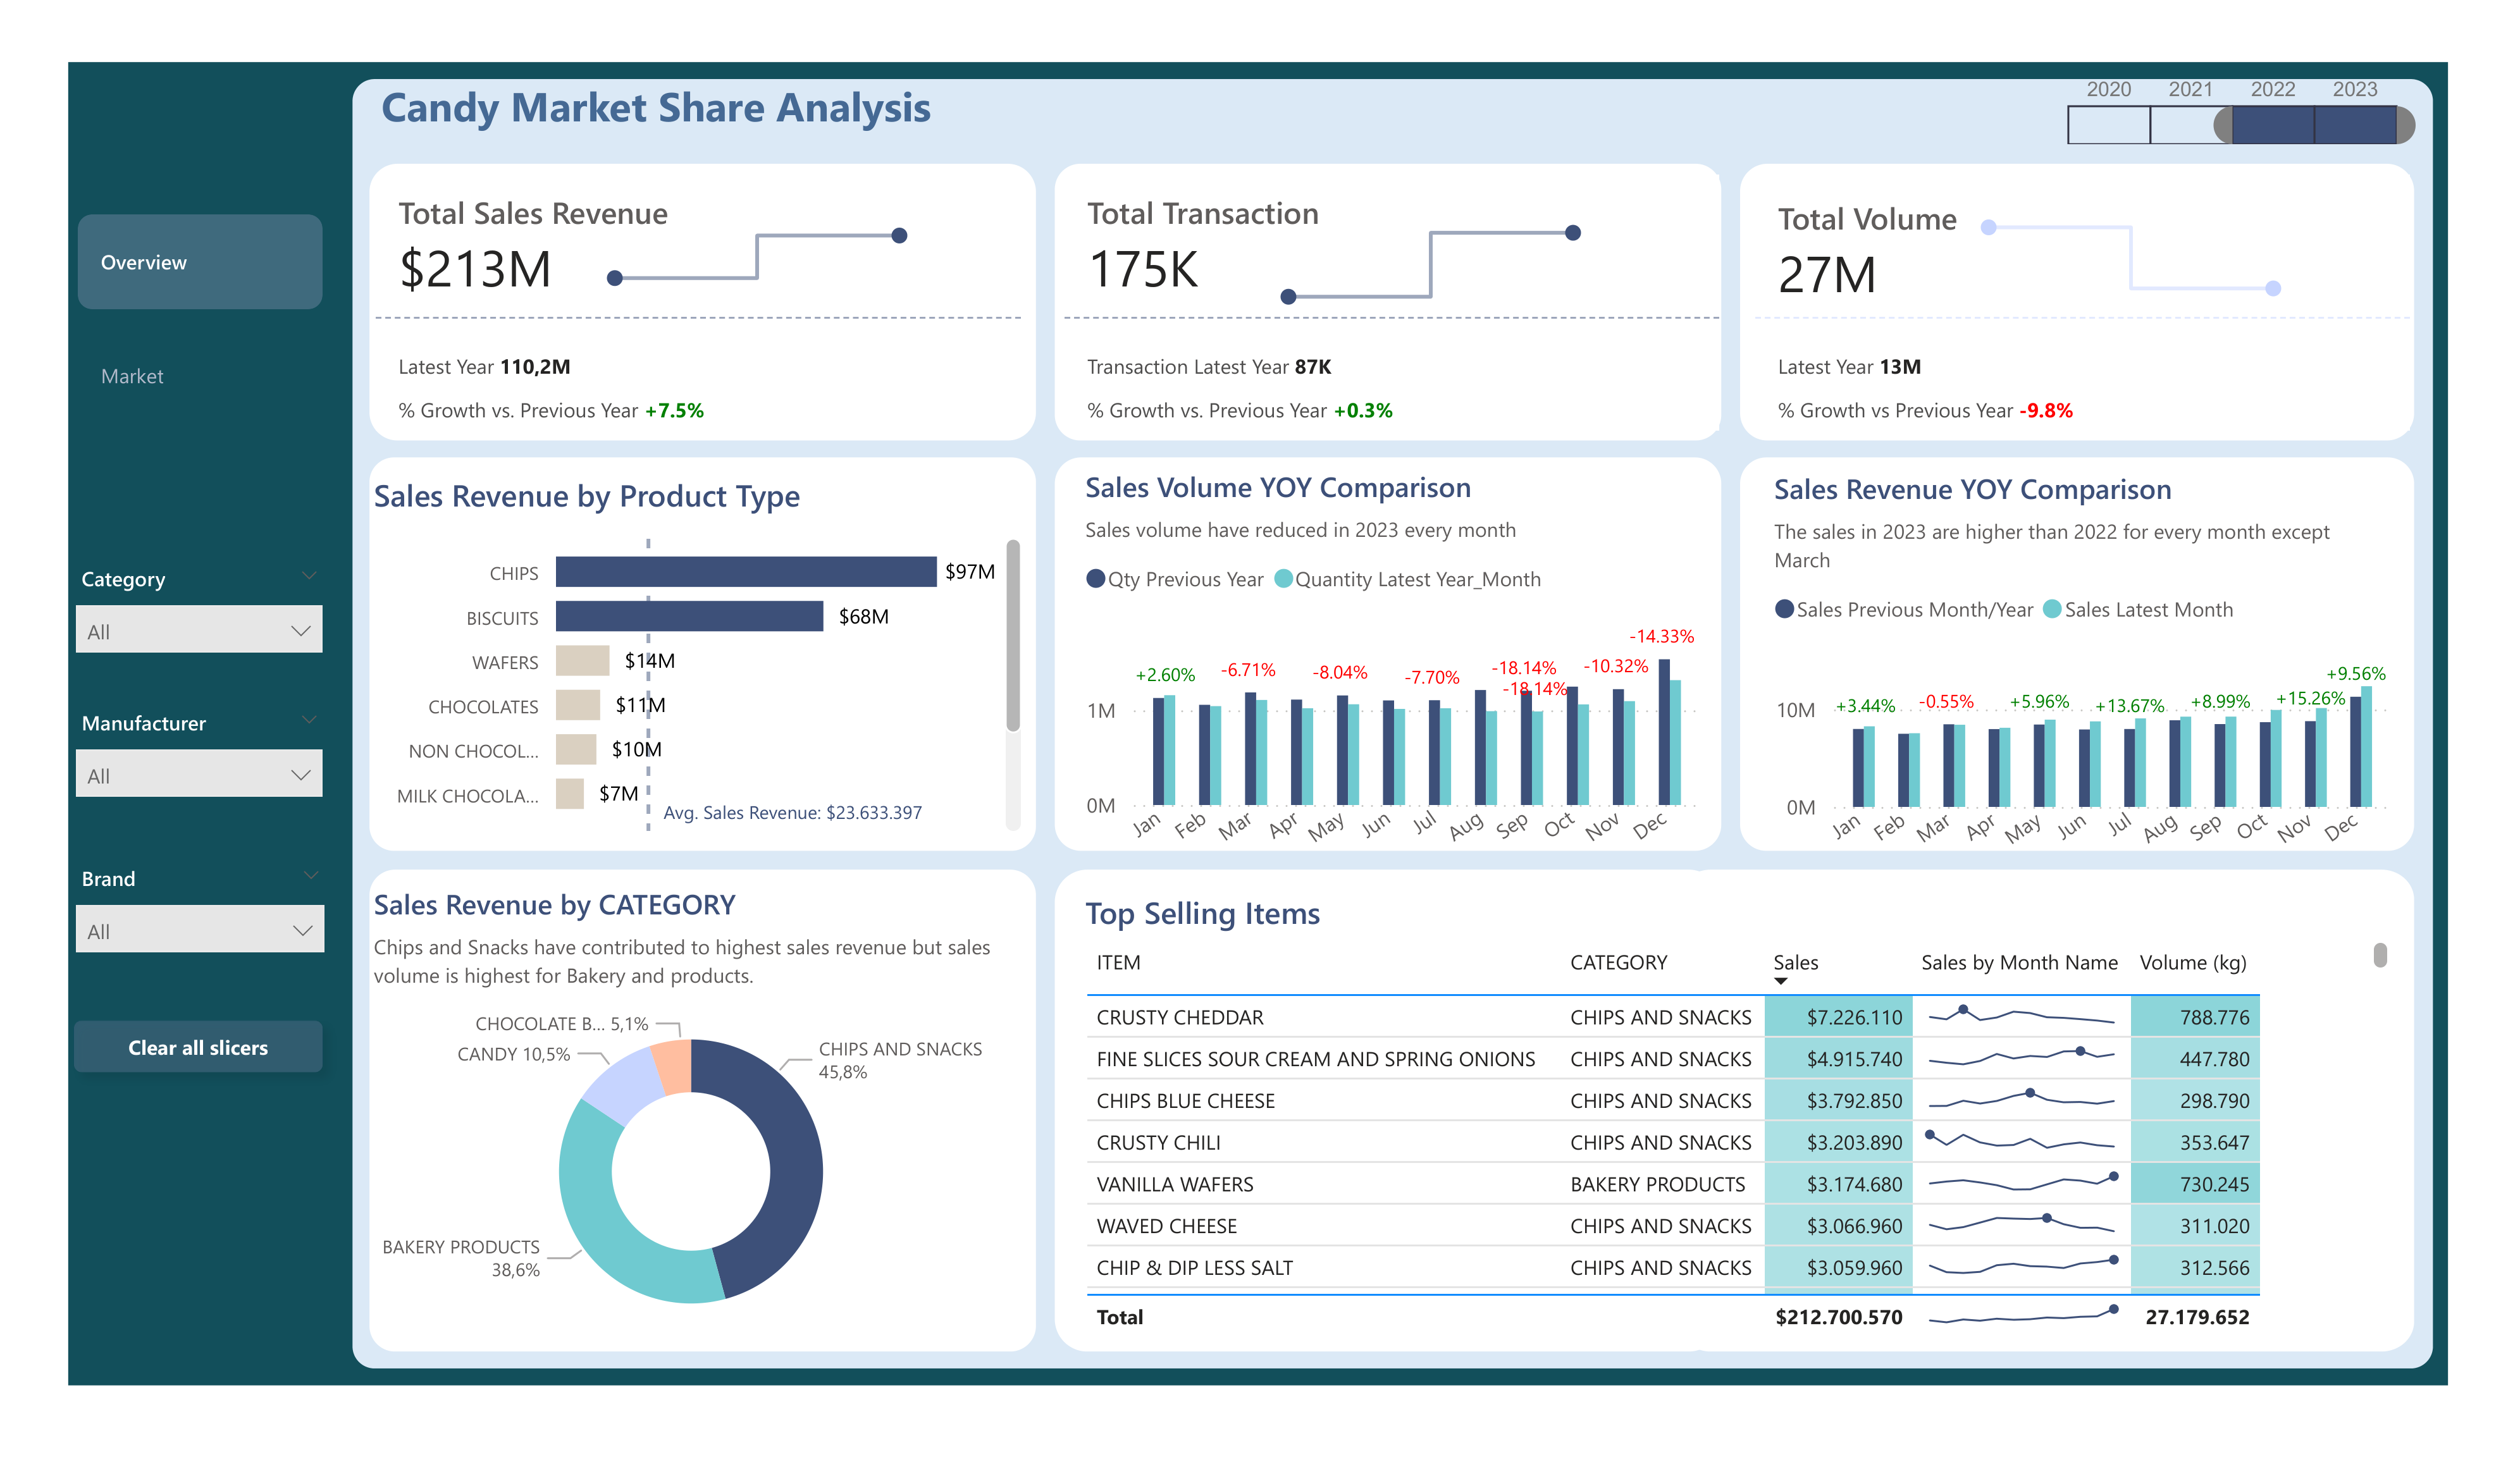 Candy Market Share Analysis
2020 2021 2022 2023
Overview
Market
Category
All
Manufacturer
All
Brand
All
Clear all slicers
Total Sales Revenue
$213M
Latest Year 110,2M
% Growth vs. Previous Year +7.5%
Total Transaction
175K
Transaction Latest Year 87K
% Growth vs. Previous Year +0.3%
Total Volume
27M
Latest Year 13M
% Growth vs Previous Year -9.8%
Sales Revenue by Product Type
CHIPS $97M
BISCUITS $68M
WAFERS $14M
CHOCOLATES $11M
NON CHOCOL... $10M
MILK CHOCOLA... $7M
Avg. Sales Revenue: $23.633.397
Sales Volume YOY Comparison
Sales volume have reduced in 2023 every month
Qty Previous Year Quantity Latest Year_Month
-14.33%
+2.60% -6.71% -8.04% -7.70% -18.14% -10.32%
-18.14%
1M
0M
Jan Feb Mar Apr May Jun Jul Aug Sep Oct Nov Dec
Sales Revenue YOY Comparison
The sales in 2023 are higher than 2022 for every month except
March
Sales Previous Month/Year Sales Latest Month
+9.56%
10M +3.44% -0.55% +5.96% +13.67% +8.99% +15.26%
0M
Jan Feb Mar Apr May Jun Jul Aug Sep Oct Nov Dec
Sales Revenue by CATEGORY
Chips and Snacks have contributed to highest sales revenue but sales
volume is highest for Bakery and products.
CHOCOLATE B... 5,1%
CANDY 10,5%
CHIPS AND SNACKS
45,8%
BAKERY PRODUCTS
38,6%
Top Selling Items
ITEM CATEGORY Sales Sales by Month Name Volume (kg)
CRUSTY CHEDDAR CHIPS AND SNACKS $7.226.110 788.776
FINE SLICES SOUR CREAM AND SPRING ONIONS CHIPS AND SNACKS $4.915.740 447.780
CHIPS BLUE CHEESE CHIPS AND SNACKS $3.792.850 298.790
CRUSTY CHILI CHIPS AND SNACKS $3.203.890 353.647
VANILLA WAFERS BAKERY PRODUCTS $3.174.680 730.245
WAVED CHEESE CHIPS AND SNACKS $3.066.960 311.020
CHIP & DIP LESS SALT CHIPS AND SNACKS $3.059.960 312.566
Total $212.700.570 27.179.652